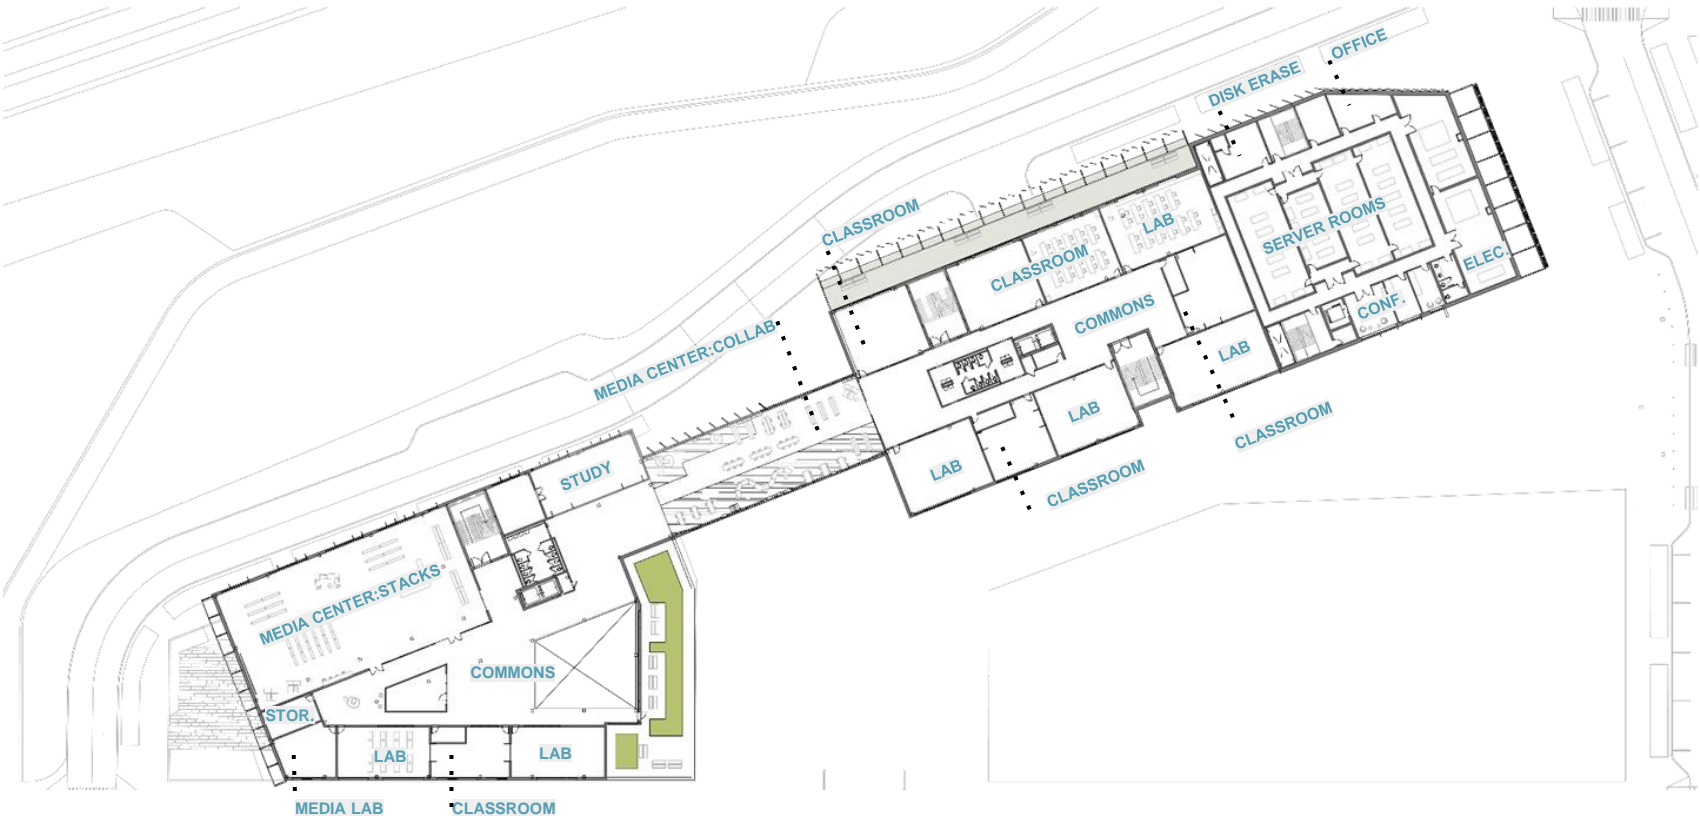 OFFICE
DISK ERASE
CLASSROOM
LAB
SERVER ROOMS
CLASSROOM
ELEC.
CONF.
COMMONS
MEDIA CENTER:COLLAB
LAB
LAB
CLASSROOM
LAB
CLASSROOM
STUDY
MEDIA CENTER:STACKS
COMMONS
STOR.
LAB
LAB
MEDIA LAB
CLASSROOM